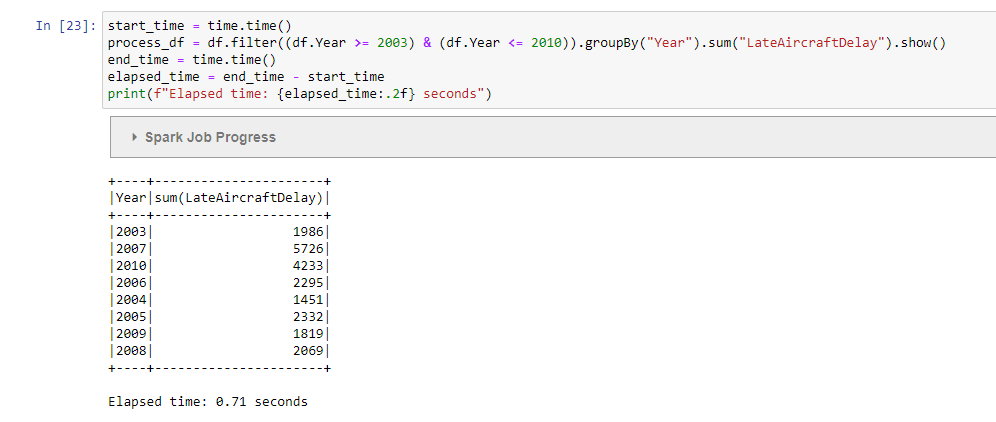 In [23]: start_time = time.time()
process_df = df.filter((df.Year >= 2003) & (df.Year <= 2010)).groupBy("Year").sum("LateAircraftDelay").show()
end_time = time.time()
elapsed_time = end_time - start_time
print(f"Elapsed time: {elapsed_time:.2f} seconds")
Spark Job Progress
+----+----------------------+
|Year|sum(LateAircraftDelay)|
+----+----------------------+
|2003|                  1986|
|2007|                  5726|
|2010|                  4233|
|2006|                  2295|
|2004|                  1451|
|2005|                  2332|
|2009|                  1819|
|2008|                  2069|
+----+----------------------+
Elapsed time: 0.71 seconds